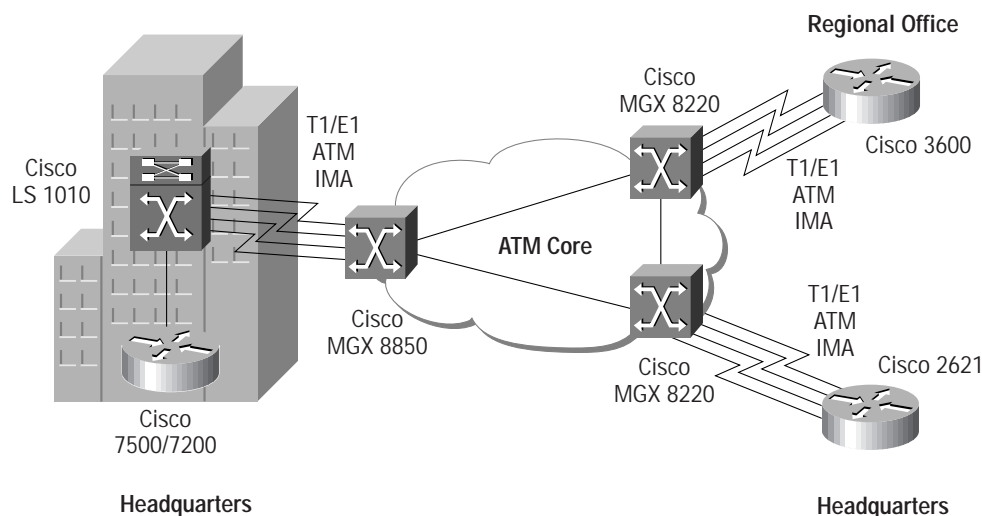 Regional Office
Cisco
MGX 8220
Cisco 3600
T1/E1
ATM
IMA
T1/E1
ATM
IMA
Cisco
LS 1010
ATM Core
Cisco
MGX 8850
T1/E1
ATM
IMA
Cisco
MGX 8220
Cisco 2621
Cisco
7500/7200
Headquarters
Headquarters